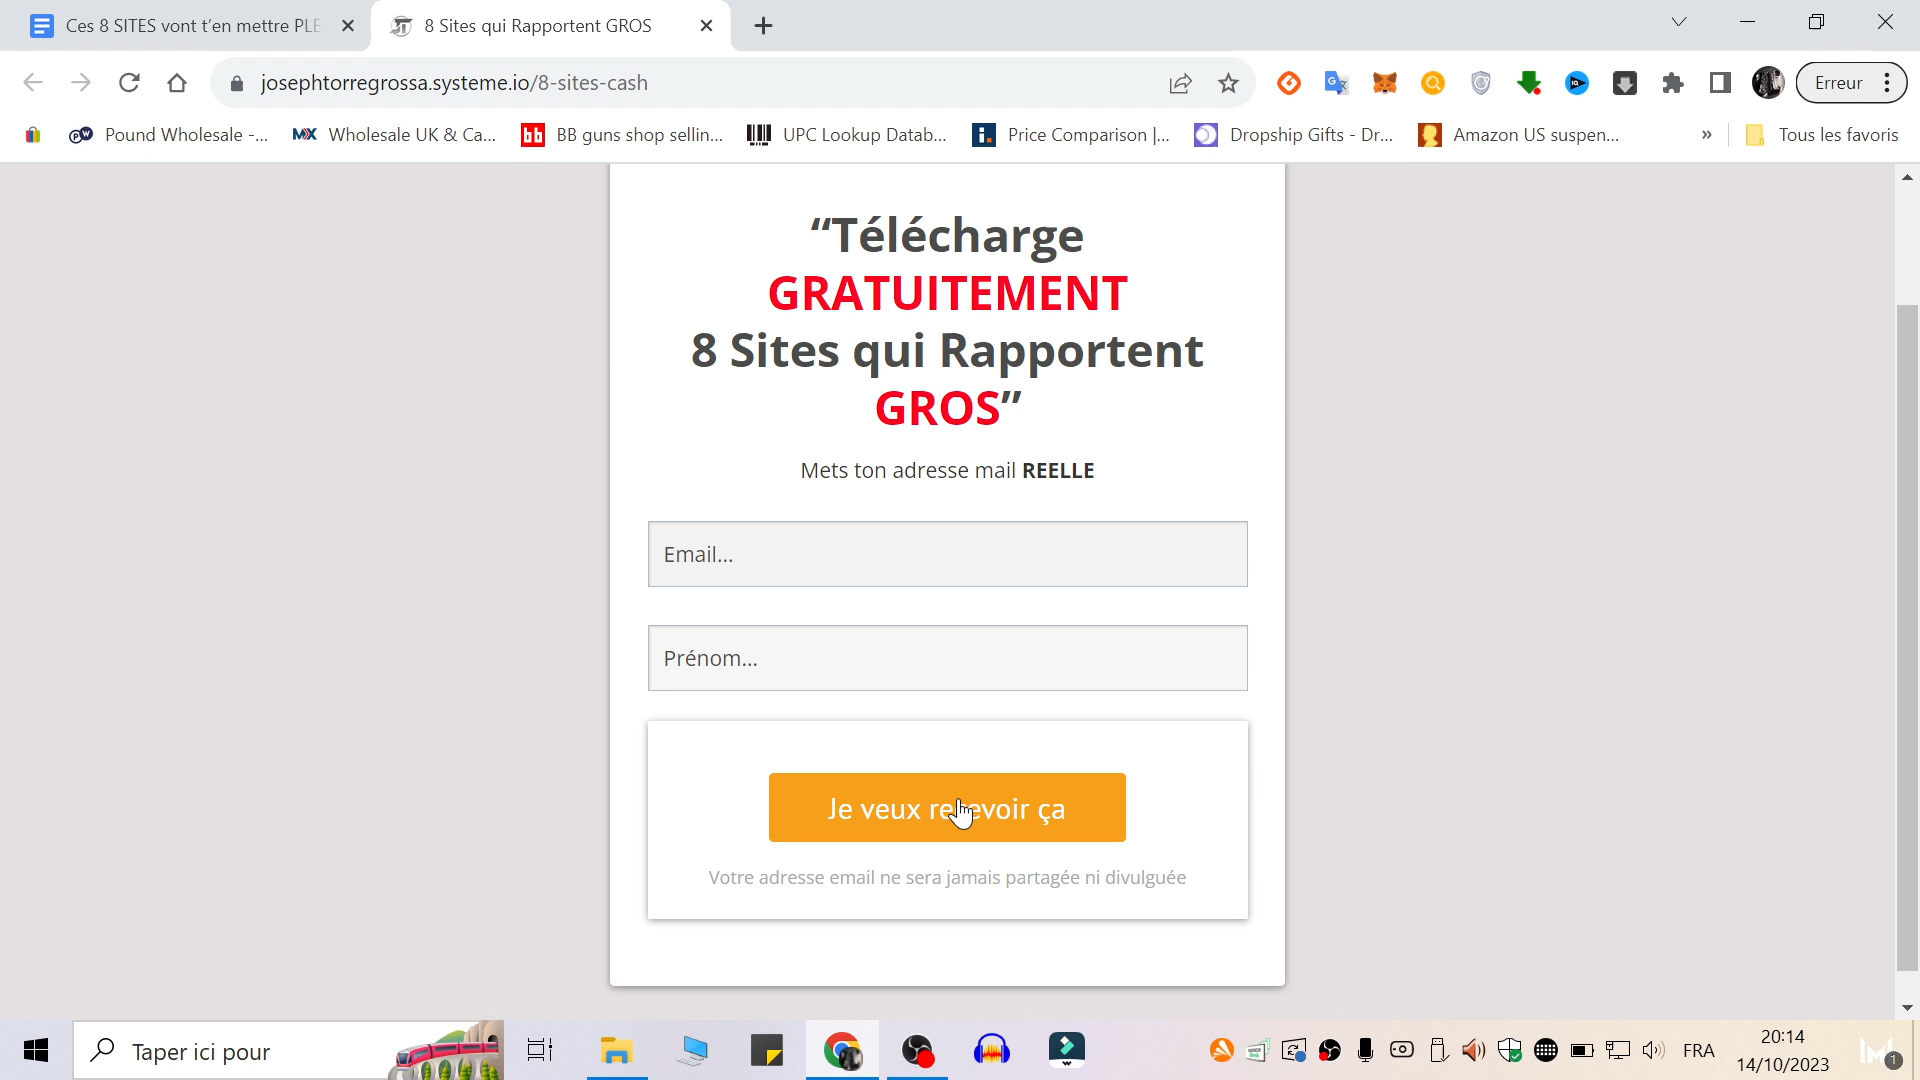 Ces 8 SITES vont t'en mettre PLE
8 Sites qui Rapportent GROS
josephtorregrossa.systeme.io/8-sites-cash
Erreur
Pound Wholesale -...
Wholesale UK & Ca...
BB guns shop sellin...
UPC Lookup Datab...
Price Comparison |...
Dropship Gifts - Dr...
Amazon US suspen...
»
Tous les favoris
“Télécharge
GRATUITEMENT
8 Sites qui Rapportent
GROS”
Mets ton adresse mail REELLE
Email...
Prénom...
Je veux recevoir ça
Votre adresse email ne sera jamais partagée ni divulguée
Taper ici pour
FRA
20:14
14/10/2023
1